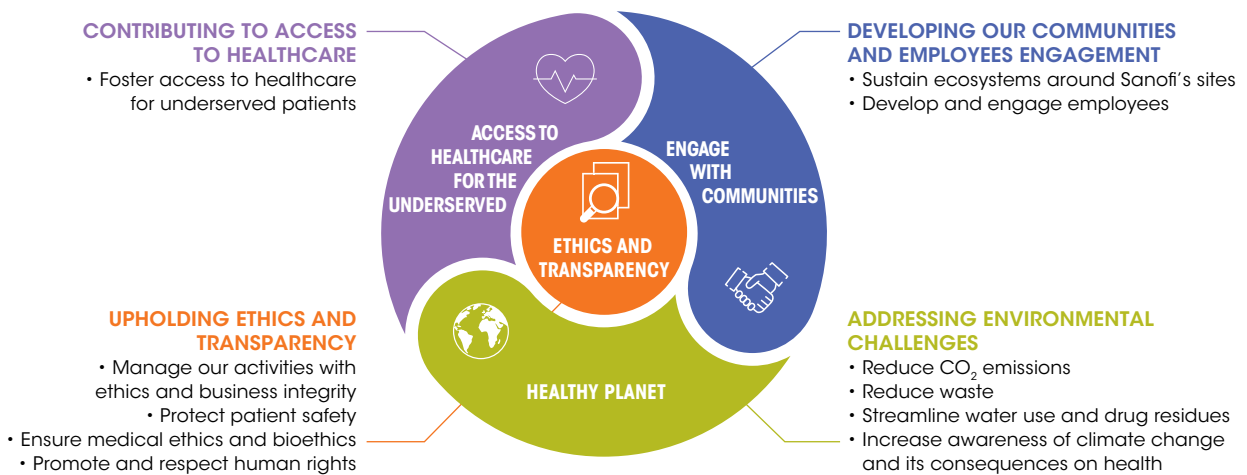 CONTRIBUTING TO ACCESS
TO HEALTHCARE
• Foster access to healthcare
for underserved patients
DEVELOPING OUR COMMUNITIES
AND EMPLOYEES ENGAGEMENT
• Sustain ecosystems around Sanofi’s sites
• Develop and engage employees
ACCESS TO
HEALTHCARE
FOR THE
UNDERSERVED
ENGAGE
WITH
COMMUNITIES
ETHICS AND
TRANSPARENCY
HEALTHY PLANET
UPHOLDING ETHICS AND
TRANSPARENCY
• Manage our activities with
ethics and business integrity
• Protect patient safety
• Ensure medical ethics and bioethics
• Promote and respect human rights
ADDRESSING ENVIRONMENTAL
CHALLENGES
• Reduce CO₂ emissions
• Reduce waste
• Streamline water use and drug residues
• Increase awareness of climate change
and its consequences on health